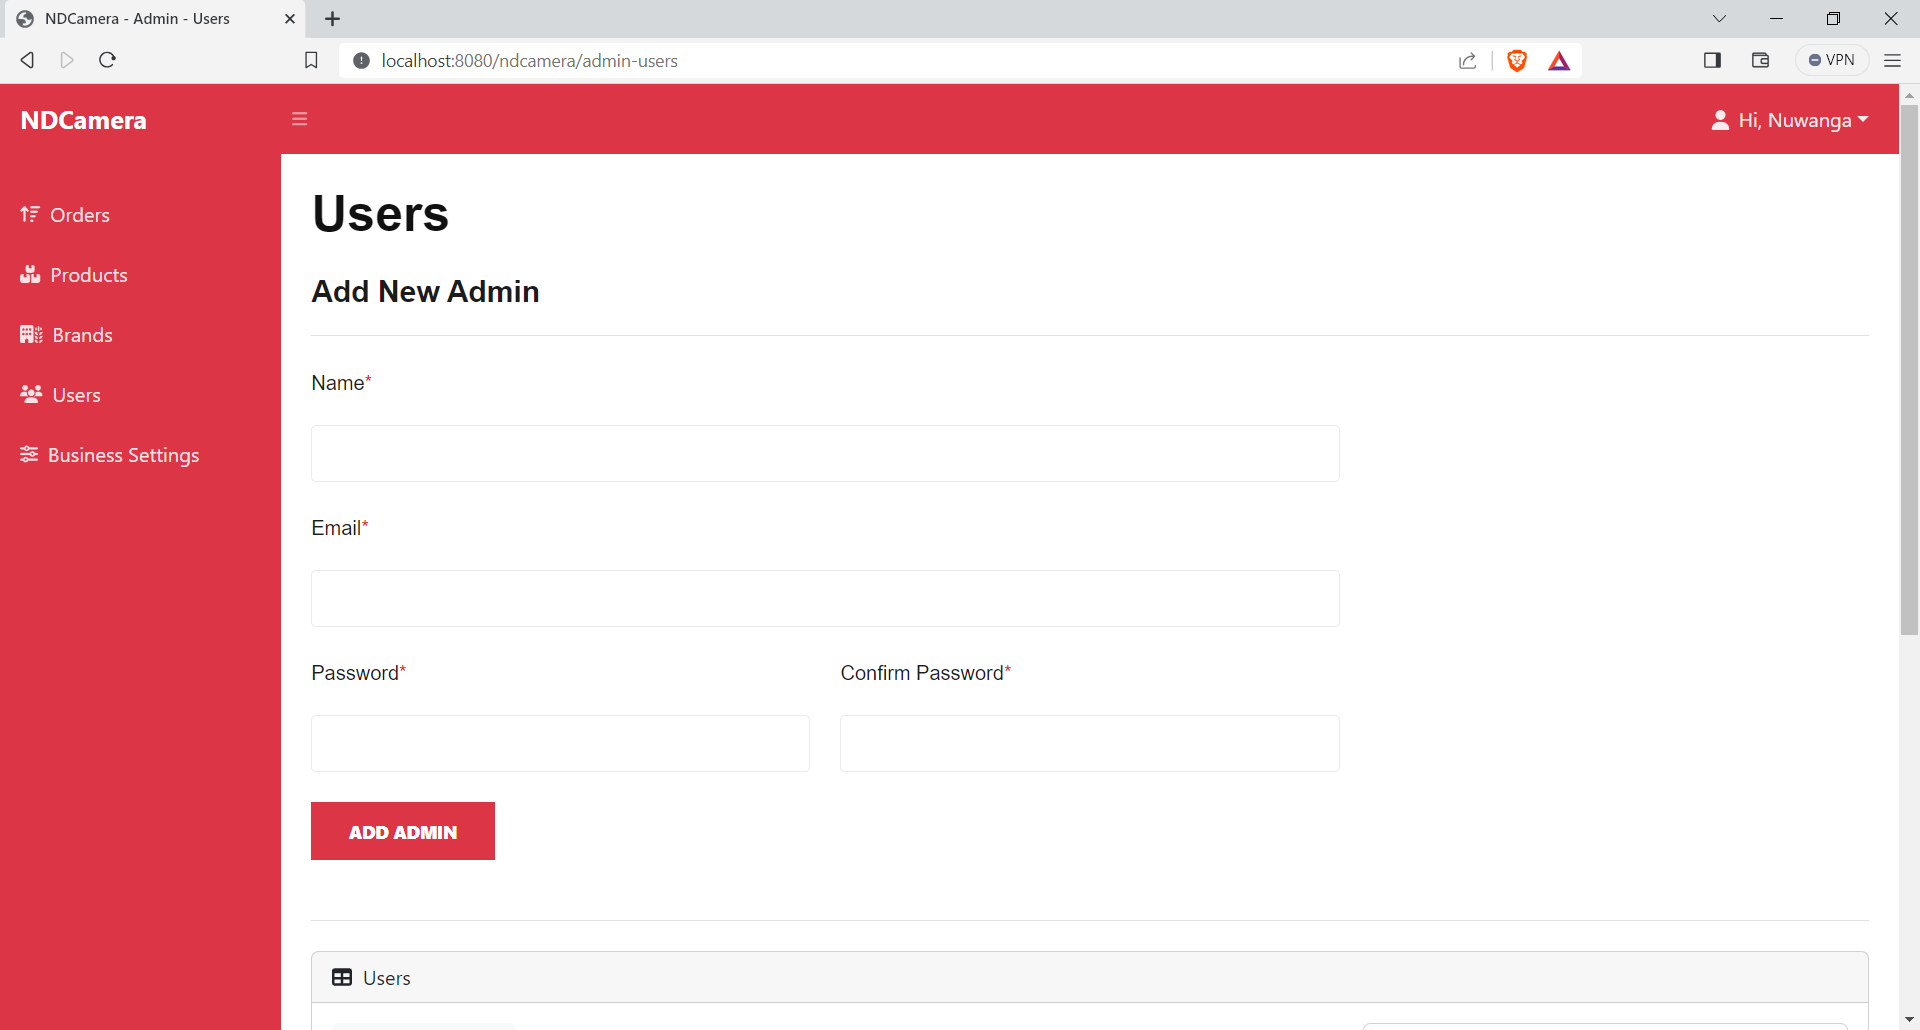 NDCamera - Admin - Users
localhost:8080/ndcamera/admin-users
VPN
NDCamera
Hi, Nuwanga
Orders
Products
Brands
Users
Business Settings
Users
Add New Admin
Name*
Email*
Password*
Confirm Password*
ADD ADMIN
Users